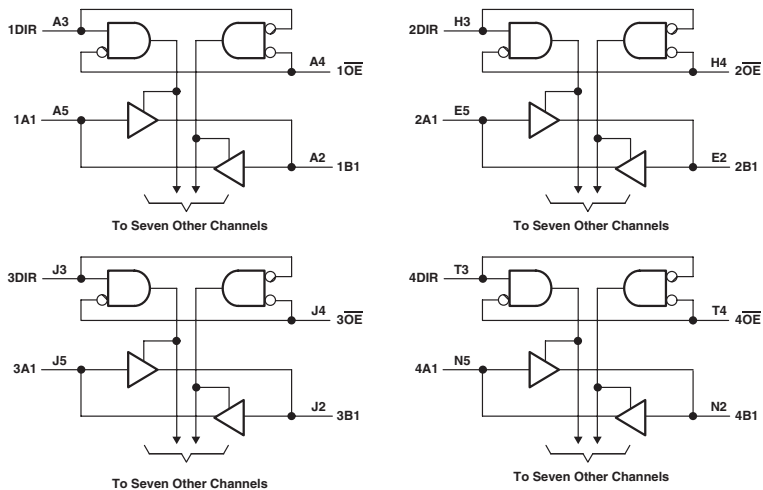 1DIR A3
A4 1OE
1A1 A5
A2 1B1
To Seven Other Channels
2DIR H3
H4 2OE
2A1 E5
E2 2B1
To Seven Other Channels
3DIR J3
J4 3OE
3A1 J5
J2 3B1
To Seven Other Channels
4DIR T3
T4 4OE
4A1 N5
N2 4B1
To Seven Other Channels